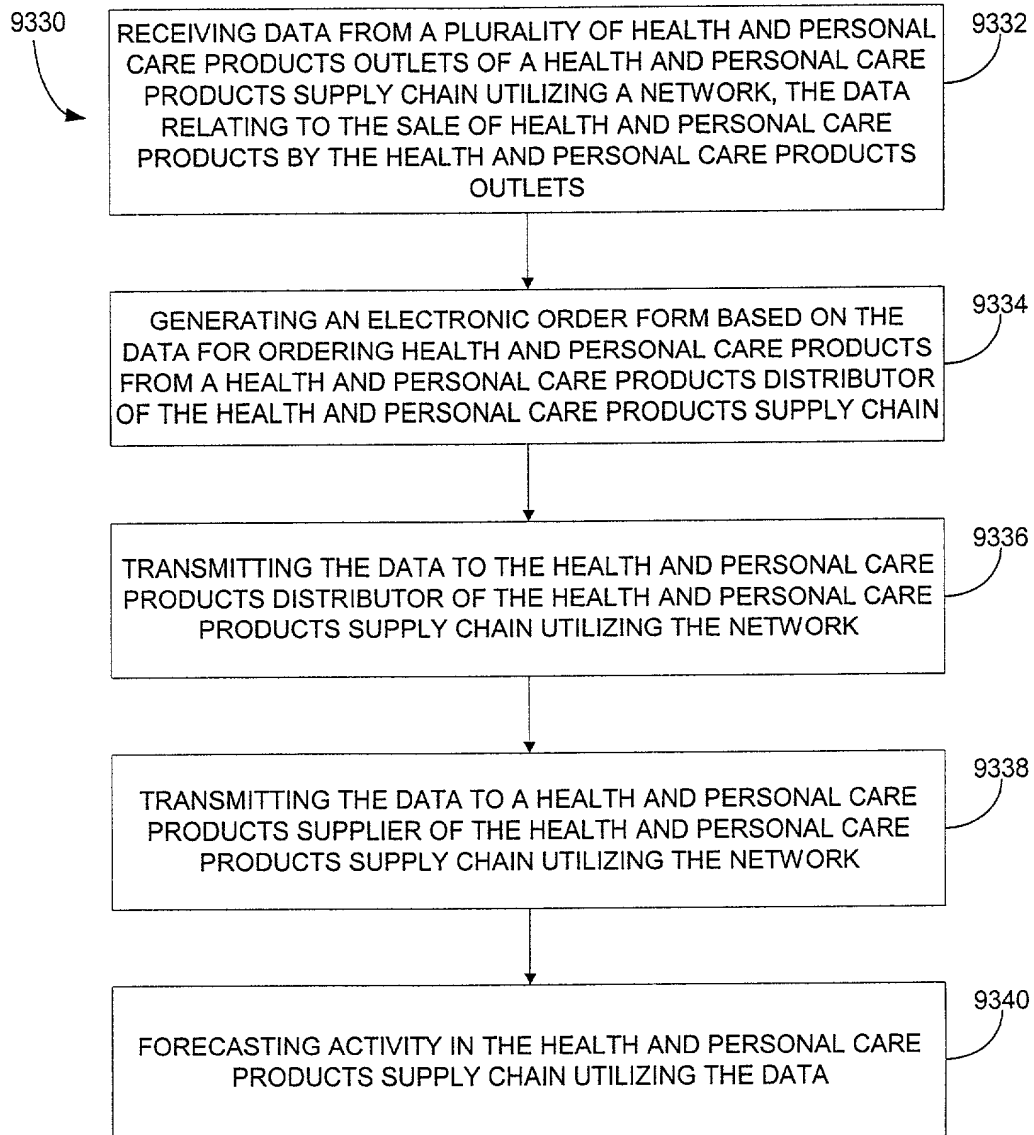 9330
RECEIVING DATA FROM A PLURALITY OF HEALTH AND PERSONAL
CARE PRODUCTS OUTLETS OF A HEALTH AND PERSONAL CARE
PRODUCTS SUPPLY CHAIN UTILIZING A NETWORK, THE DATA
RELATING TO THE SALE OF HEALTH AND PERSONAL CARE
PRODUCTS BY THE HEALTH AND PERSONAL CARE PRODUCTS
OUTLETS
9332
GENERATING AN ELECTRONIC ORDER FORM BASED ON THE
DATA FOR ORDERING HEALTH AND PERSONAL CARE PRODUCTS
FROM A HEALTH AND PERSONAL CARE PRODUCTS DISTRIBUTOR
OF THE HEALTH AND PERSONAL CARE PRODUCTS SUPPLY CHAIN
9334
TRANSMITTING THE DATA TO THE HEALTH AND PERSONAL CARE
PRODUCTS DISTRIBUTOR OF THE HEALTH AND PERSONAL CARE
PRODUCTS SUPPLY CHAIN UTILIZING THE NETWORK
9336
TRANSMITTING THE DATA TO A HEALTH AND PERSONAL CARE
PRODUCTS SUPPLIER OF THE HEALTH AND PERSONAL CARE
PRODUCTS SUPPLY CHAIN UTILIZING THE NETWORK
9338
FORECASTING ACTIVITY IN THE HEALTH AND PERSONAL CARE
PRODUCTS SUPPLY CHAIN UTILIZING THE DATA
9340